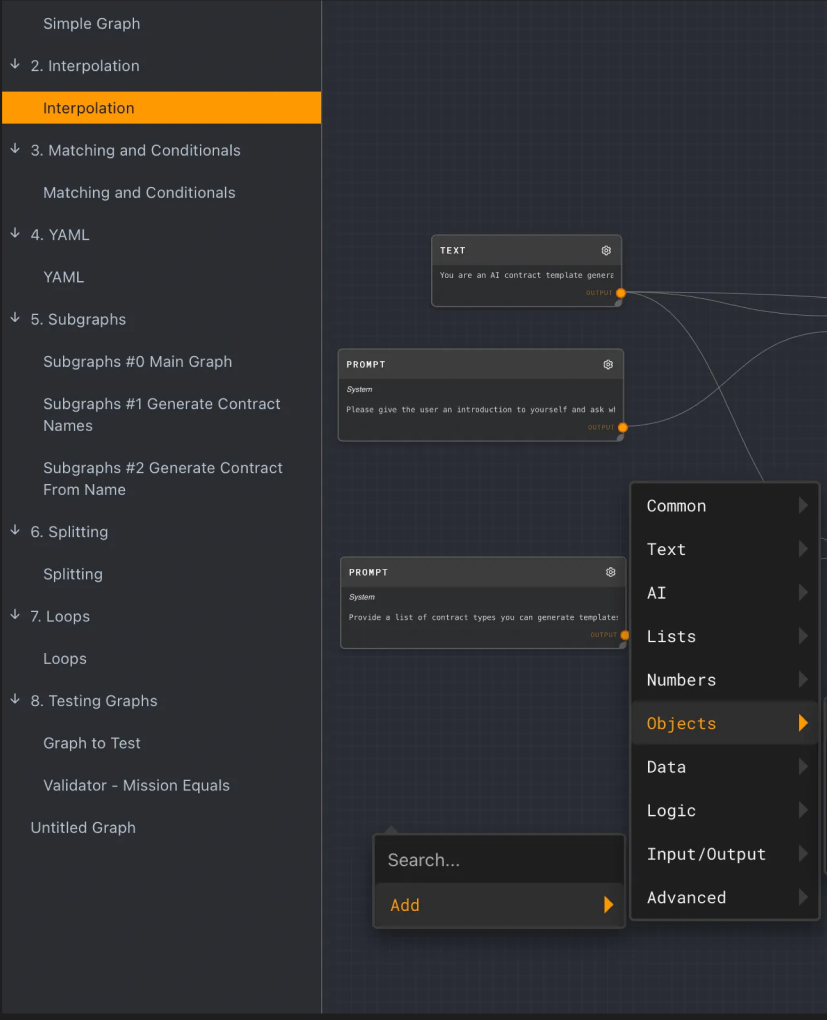 Simple Graph
2. Interpolation
Interpolation
3. Matching and Conditionals
Matching and Conditionals
4. YAML
YAML
5. Subgraphs
Subgraphs #0 Main Graph
Subgraphs #1 Generate Contract
Names
Subgraphs #2 Generate Contract
From Name
6. Splitting
Splitting
7. Loops
Loops
8. Testing Graphs
Graph to Test
Validator - Mission Equals
Untitled Graph
TEXT
You are an AI contract template genera
OUTPUT
PROMPT
System
Please give the user an introduction to yourself and ask wh
OUTPUT
PROMPT
System
Provide a list of contract types you can generate templates
OUTPUT
Search...
Add
Common
Text
AI
Lists
Numbers
Objects
Data
Logic
Input/Output
Advanced